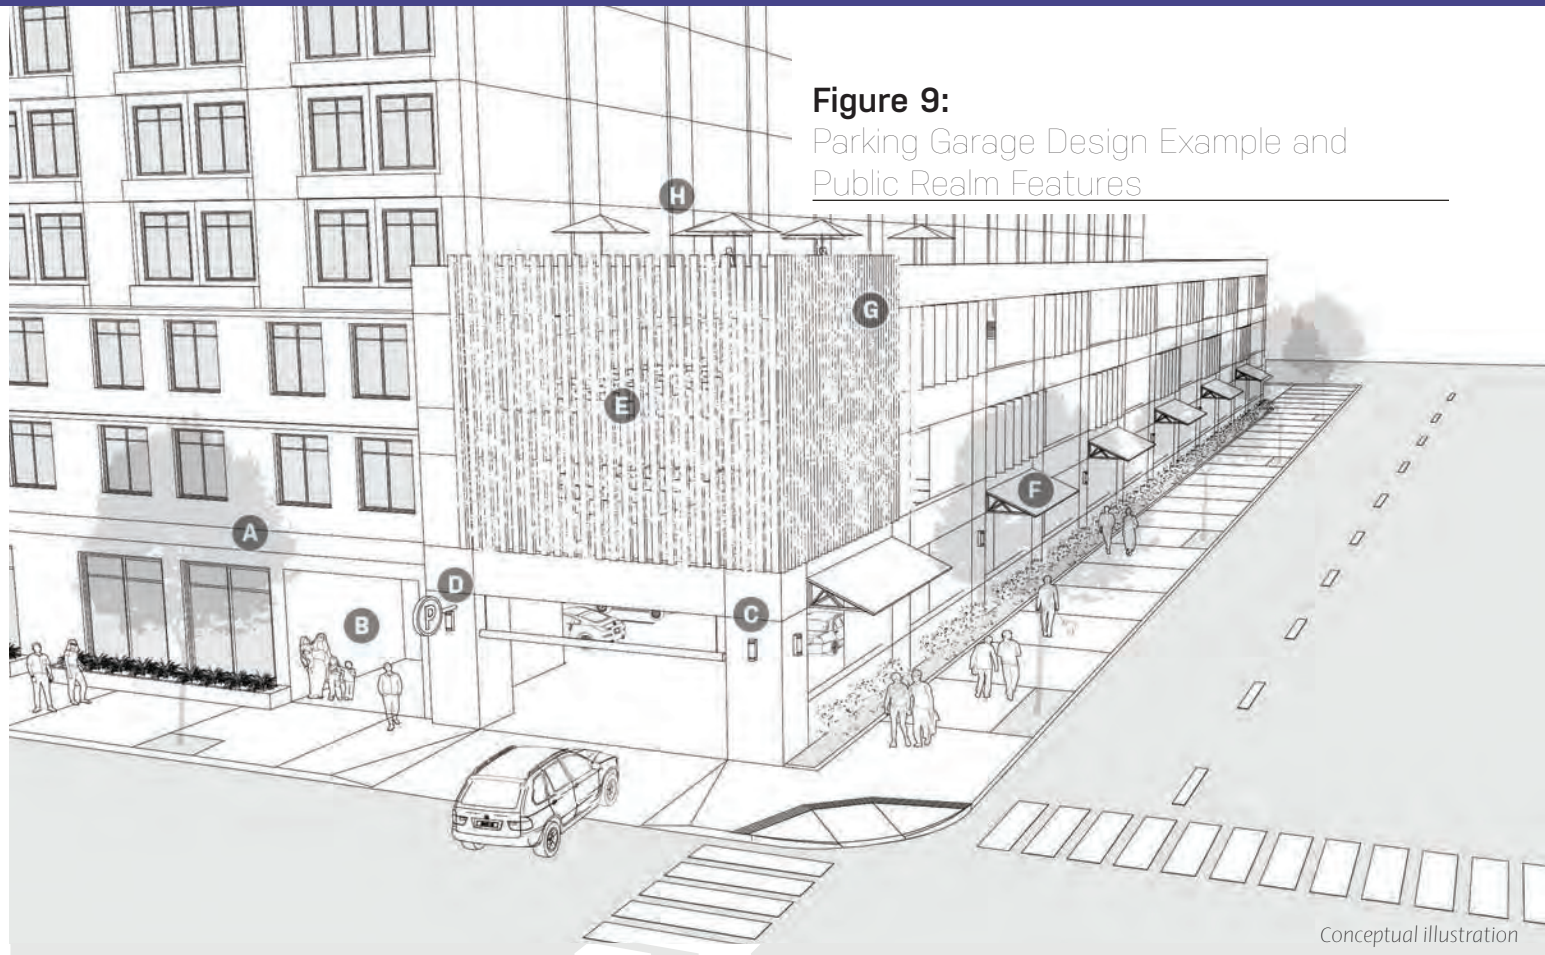 Figure 9:
Parking Garage Design Example and
Public Realm Features
H
G
E
F
A
D
P
C
B
Conceptual illustration